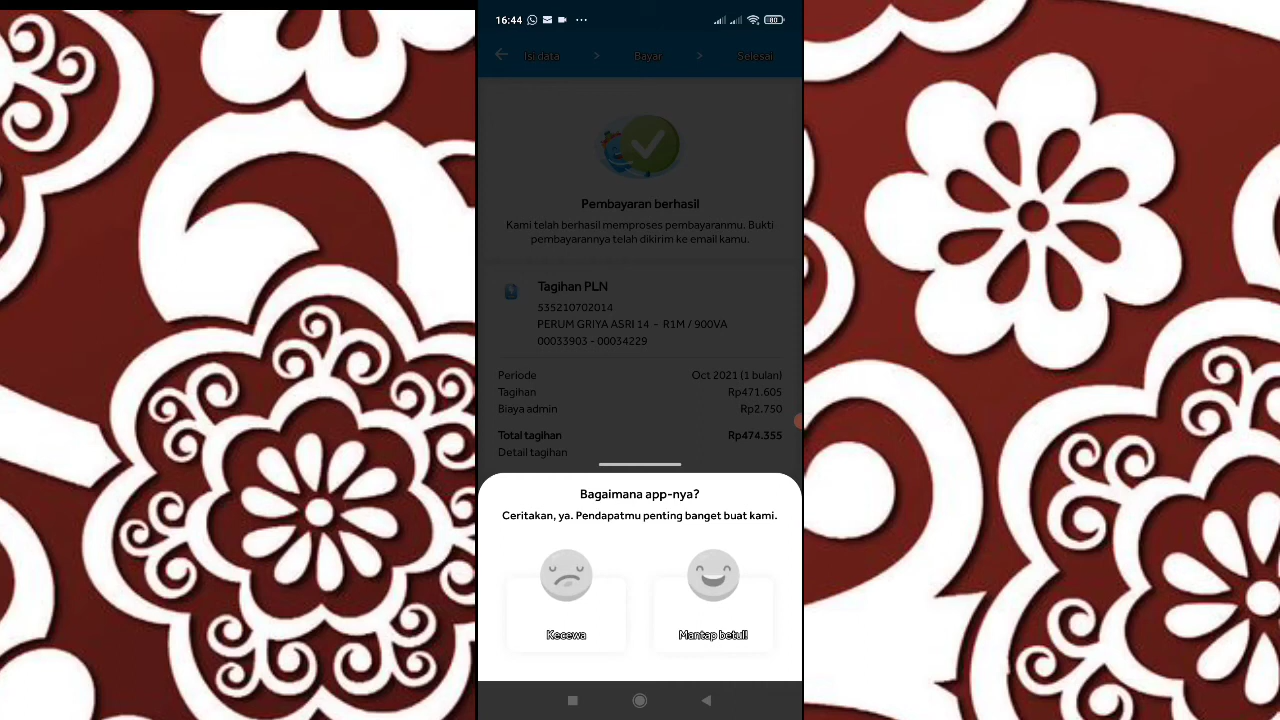 16:44
80
Isi data > Bayar > Selesai
Pembayaran berhasil
Kami telah berhasil memproses pembayaranmu. Bukti
pembayarannya telah dikirim ke email kamu.
Tagihan PLN
535210702014
PERUM GRIYA ASRI 14 - R1M / 900VA
00033903 - 00034229
Periode Oct 2021 (1 bulan)
Tagihan Rp471.605
Biaya admin Rp2.750
Total tagihan Rp474.355
Detail tagihan
Bagaimana app-nya?
Ceritakan, ya. Pendapatmu penting banget buat kami.
Kecewa
Mantap betul!